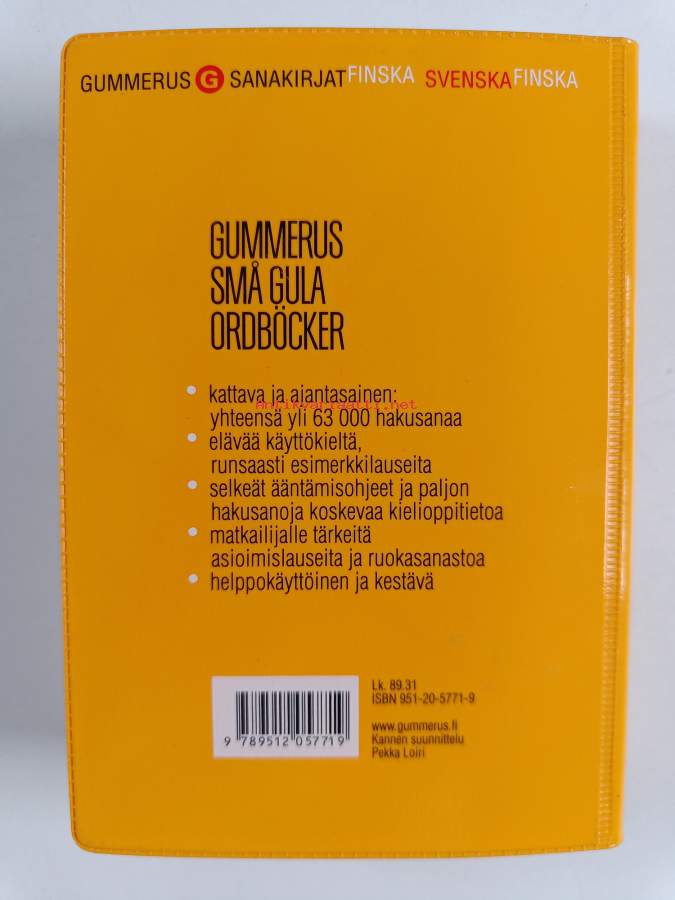 GUMMERUS G SANAKIRJAT FINSKA SVENSKA FINSKA
GUMMERUS
SMÅ GULA
ORDBÖCKER
• kattava ja ajantasainen:
Antikvariaatti.net
yhteensä yli 63 000 hakusanaa
• elävää käyttökieltä,
runsaasti esimerkkilauseita
• selkeät ääntämisohjeet ja paljon
hakusanoja koskevaa kielioppitietoa
• matkailijalle tärkeitä
asioimislauseita ja ruokasanastoa
• helppokäyttöinen ja kestävä
Lk. 89.31
ISBN 951-20-5771-9
www.gummerus.fi
Kannen suunnittelu
Pekka Loiri
9 789512 057719